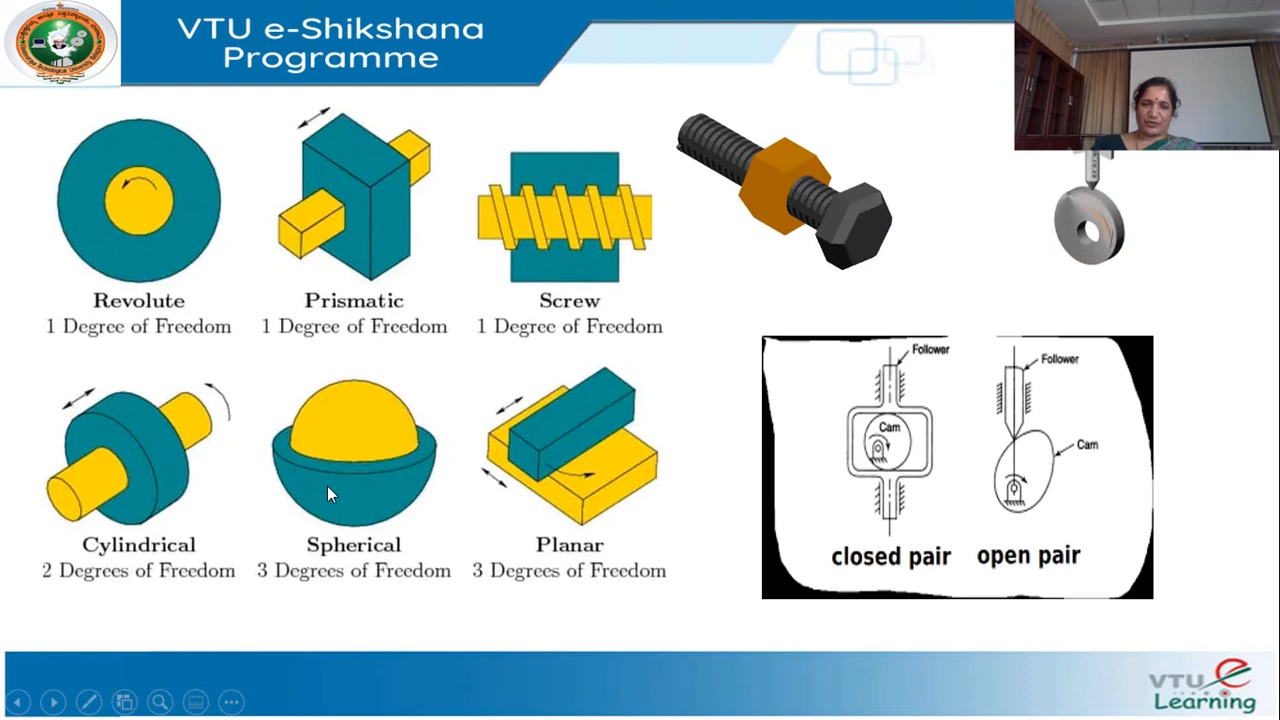 VTU e-Shikshana
Programme
Revolute
1 Degree of Freedom
Prismatic
1 Degree of Freedom
Screw
1 Degree of Freedom
Cylindrical
2 Degrees of Freedom
Spherical
3 Degrees of Freedom
Planar
3 Degrees of Freedom
Follower
Cam
closed pair
Follower
Cam
open pair
VTU e
Learning